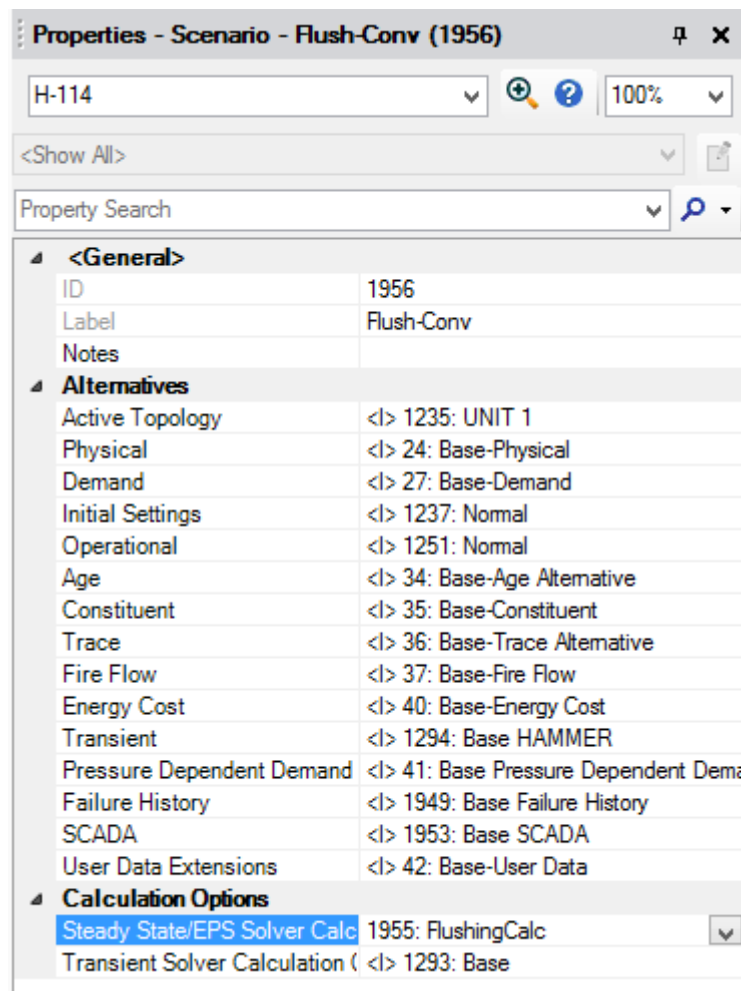 Properties - Scenario - Flush-Conv (1956)
H-114 100%
<Show All>
Property Search
<General>
ID 1956
Label Flush-Conv
Notes
Alternatives
Active Topology <I> 1235: UNIT 1
Physical <I> 24: Base-Physical
Demand <I> 27: Base-Demand
Initial Settings <I> 1237: Normal
Operational <I> 1251: Normal
Age <I> 34: Base-Age Alternative
Constituent <I> 35: Base-Constituent
Trace <I> 36: Base-Trace Alternative
Fire Flow <I> 37: Base-Fire Flow
Energy Cost <I> 40: Base-Energy Cost
Transient <I> 1294: Base HAMMER
Pressure Dependent Demand <I> 41: Base Pressure Dependent Dema
Failure History <I> 1949: Base Failure History
SCADA <I> 1953: Base SCADA
User Data Extensions <I> 42: Base-User Data
Calculation Options
Steady State/EPS Solver Calc 1955: FlushingCalc
Transient Solver Calculation ( <I> 1293: Base